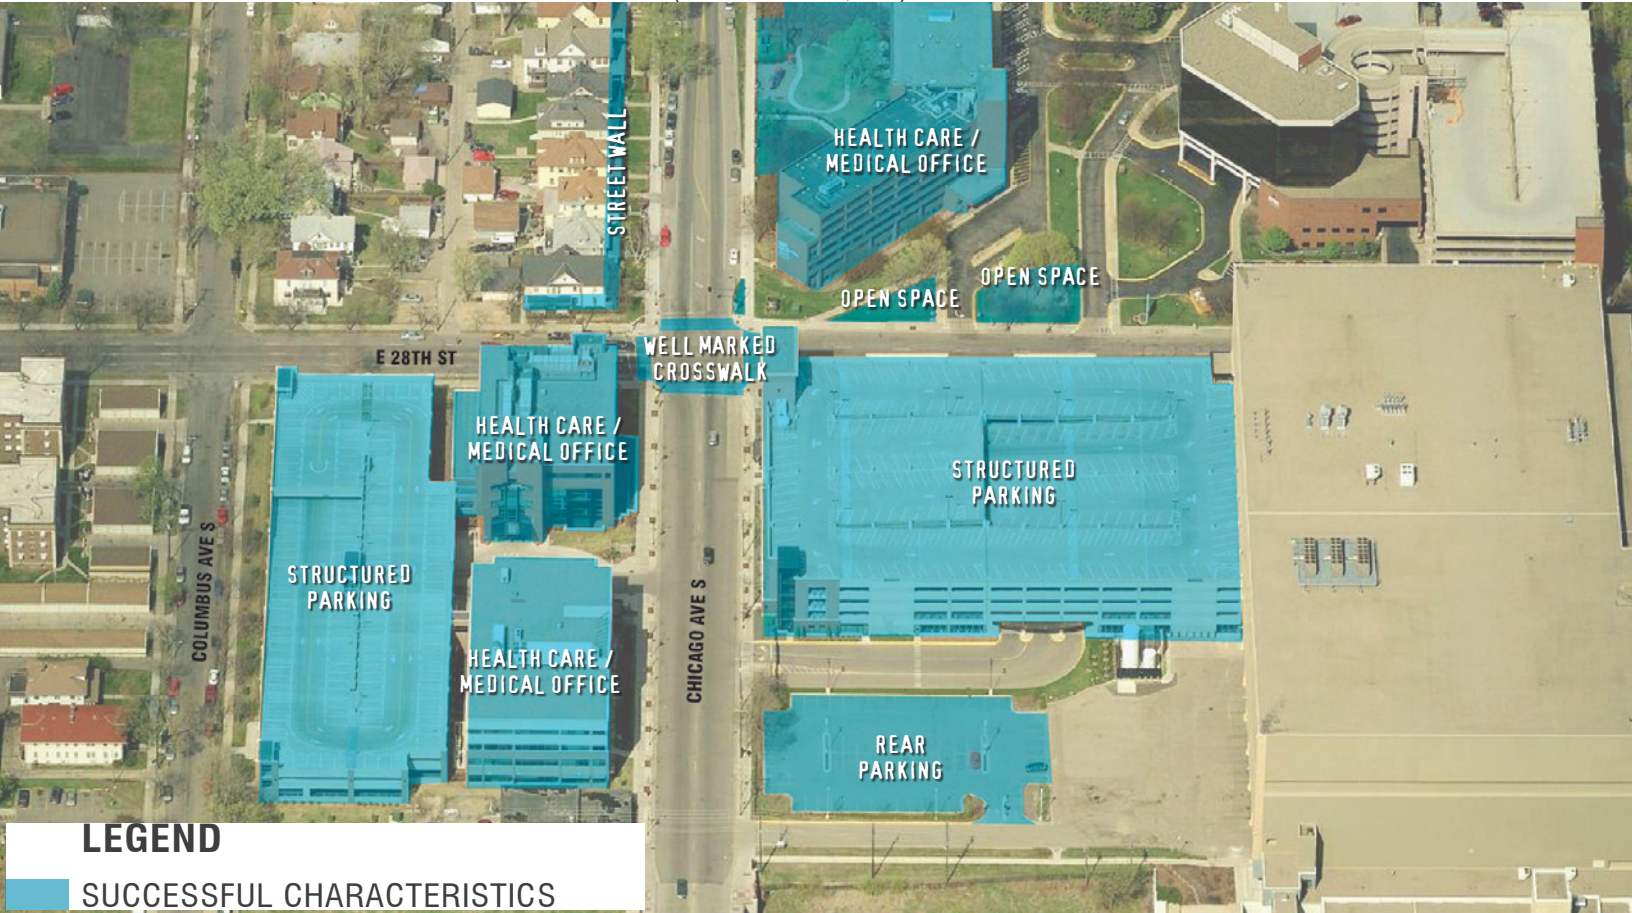 STREET WALL
HEALTH CARE /
MEDICAL OFFICE
OPEN SPACE
OPEN SPACE
E 28TH ST
WELL MARKED
CROSSWALK
HEALTH CARE /
MEDICAL OFFICE
STRUCTURED
PARKING
STRUCTURED
PARKING
COLUMBUS AVE S
CHICAGO AVE S
HEALTH CARE /
MEDICAL OFFICE
REAR
PARKING
LEGEND
SUCCESSFUL CHARACTERISTICS